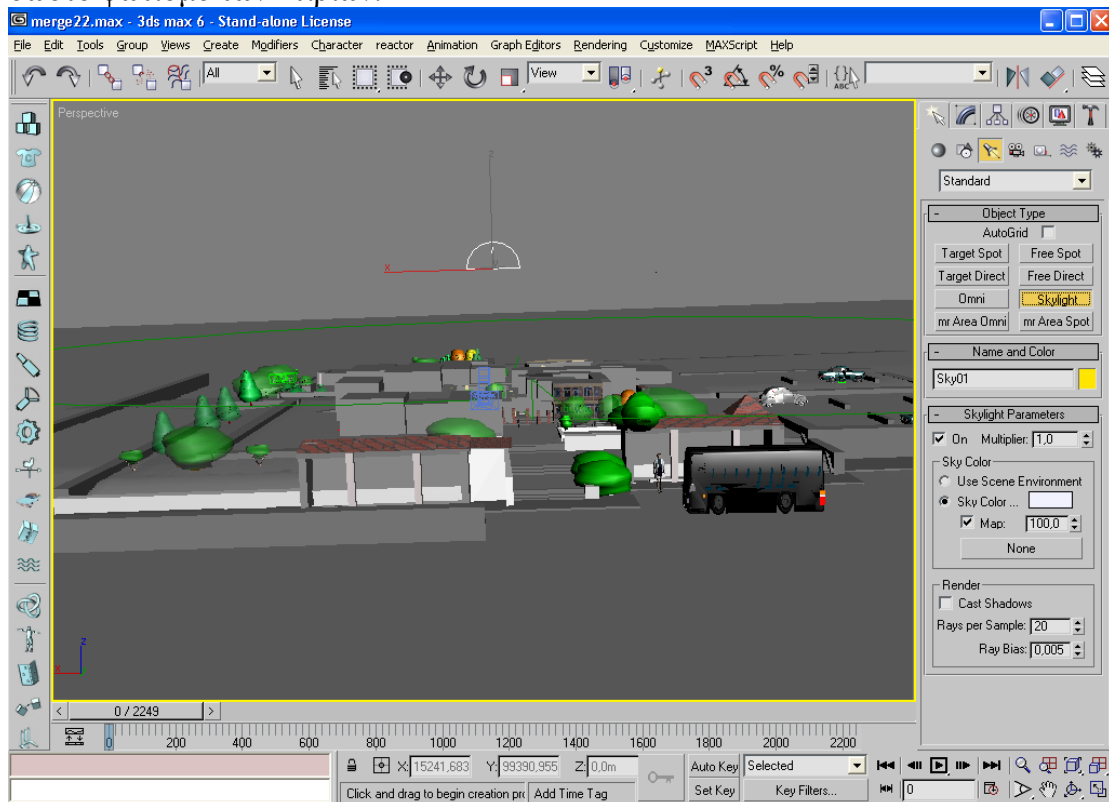 merge22.max - 3ds max 6 - Stand-alone License
File Edit Tools Group Views Create Modifiers Character reactor Animation Graph Editors Rendering Customize MAXScript Help
All
View
3
%
ABC
Perspective
z
x
Standard
- Object Type
AutoGrid
Target Spot Free Spot
Target Direct Free Direct
Omni Skylight
mr Area Omni mr Area Spot
- Name and Color
Sky01
- Skylight Parameters
On Multiplier: 1,0
Sky Color
Use Scene Environment
Sky Color ...
Map: 100,0
None
Render
Cast Shadows
Rays per Sample: 20
Ray Bias: 0,005
z
x
< 0 / 2249 >
0 200 400 600 800 1000 1200 1400 1600 1800 2000 2200
X: 15241,683 Y: 99390,955 Z: 0,0m
Auto Key Selected
Click and drag to begin creation pro Add Time Tag
Set Key Key Filters...
0